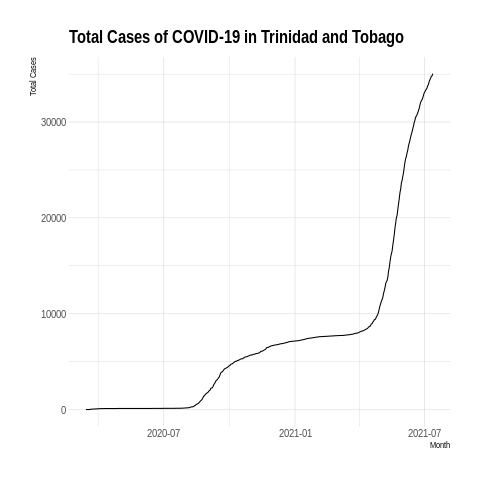 Total Cases of COVID-19 in Trinidad and Tobago
Total Cases
30000
20000
10000
0
2020-07
2021-01
2021-07
Month